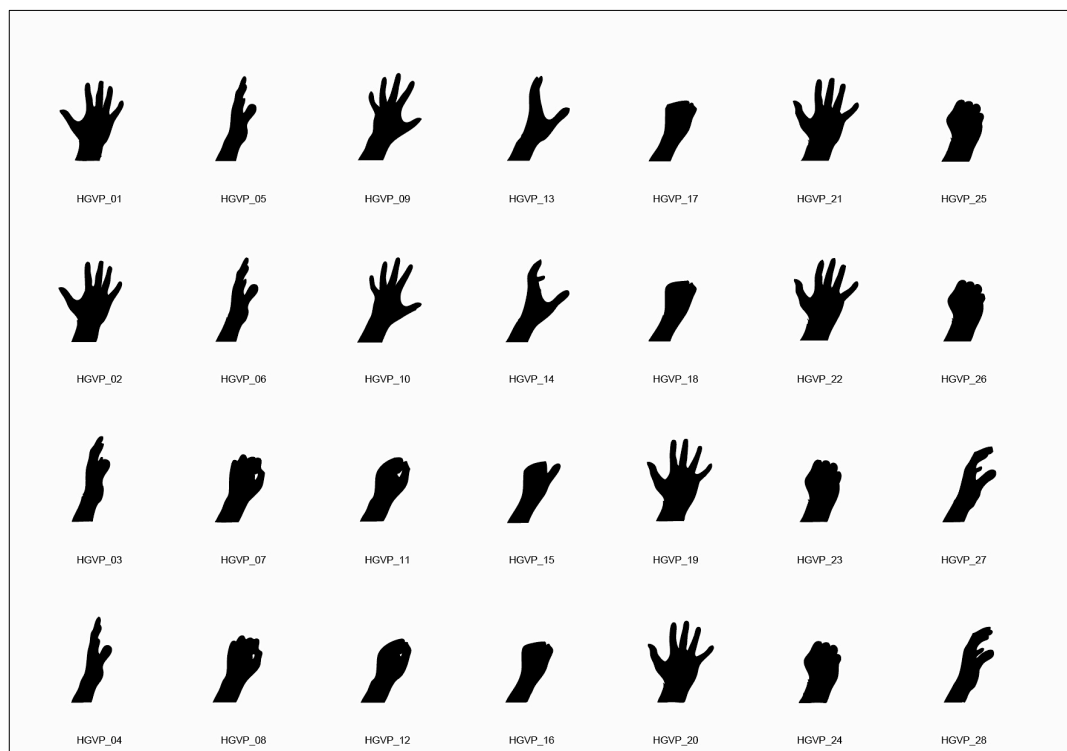 HGVP_01 HGVP_05 HGVP_09 HGVP_13 HGVP_17 HGVP_21 HGVP_25
HGVP_02 HGVP_06 HGVP_10 HGVP_14 HGVP_18 HGVP_22 HGVP_26
HGVP_03 HGVP_07 HGVP_11 HGVP_15 HGVP_19 HGVP_23 HGVP_27
HGVP_04 HGVP_08 HGVP_12 HGVP_16 HGVP_20 HGVP_24 HGVP_28